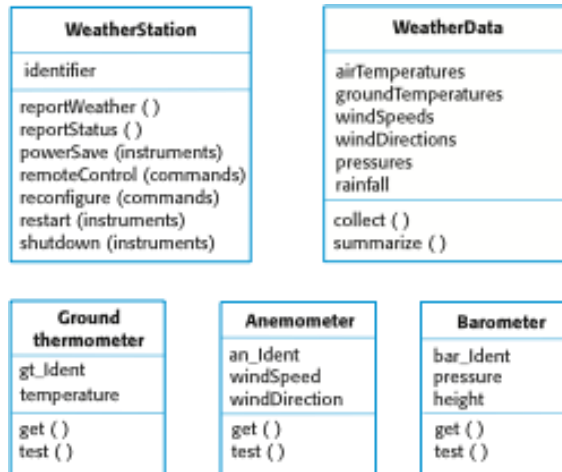 WeatherStation
identifier
reportWeather ( )
reportStatus ( )
powerSave (instruments)
remoteControl (commands)
reconfigure (commands)
restart (instruments)
shutdown (instruments)
WeatherData
airTemperatures
groundTemperatures
windSpeeds
windDirections
pressures
rainfall
collect ( )
summarize ( )
Ground
thermometer
gt_Ident
temperature
get ( )
test ( )
Anemometer
an_Ident
windSpeed
windDirection
get ( )
test ( )
Barometer
bar_Ident
pressure
height
get ( )
test ( )